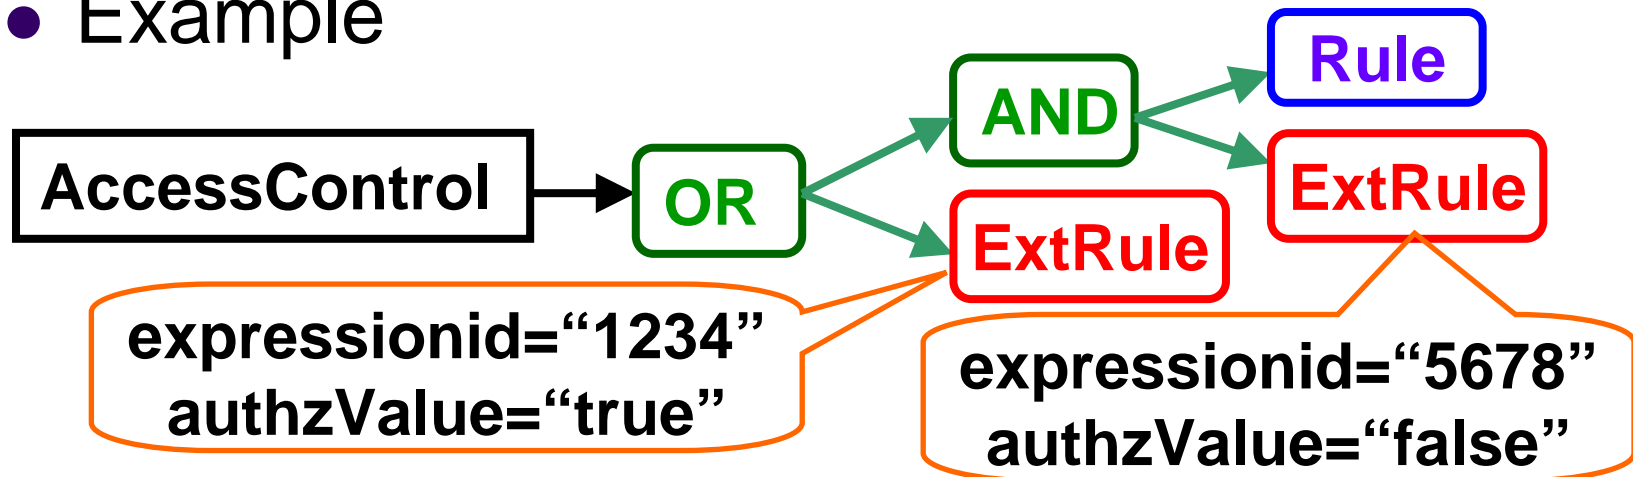 Example
Rule
AND
AccessControl
OR
ExtRule
ExtRule
expressionid=“1234”
authzValue=“true”
expressionid=“5678”
authzValue=“false”